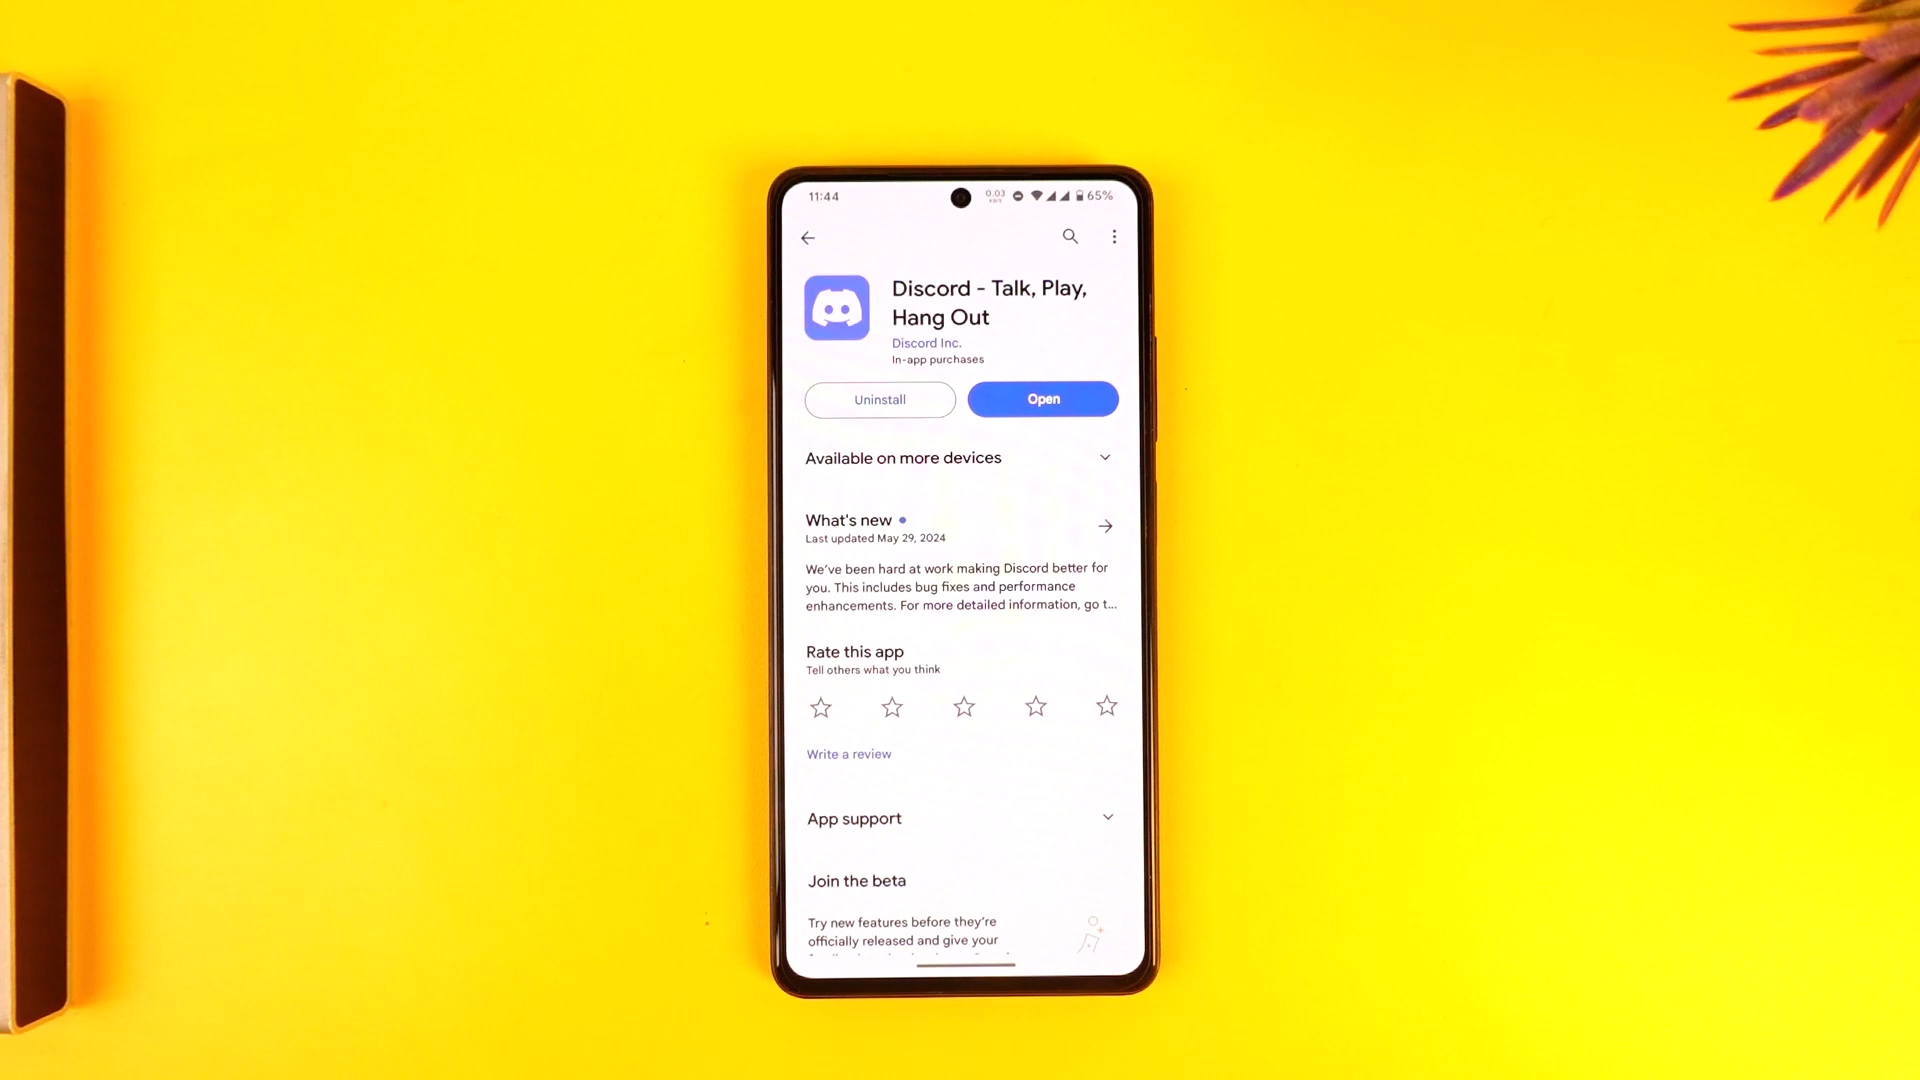 11:44
0.03
65%
Discord - Talk, Play,
Hang Out
Discord Inc.
In-app purchases
Uninstall
Open
Available on more devices
What's new
Last updated May 29, 2024
We've been hard at work making Discord better for
you. This includes bug fixes and performance
enhancements. For more detailed information, go t...
Rate this app
Tell others what you think
Write a review
App support
Join the beta
Try new features before they're
officially released and give your